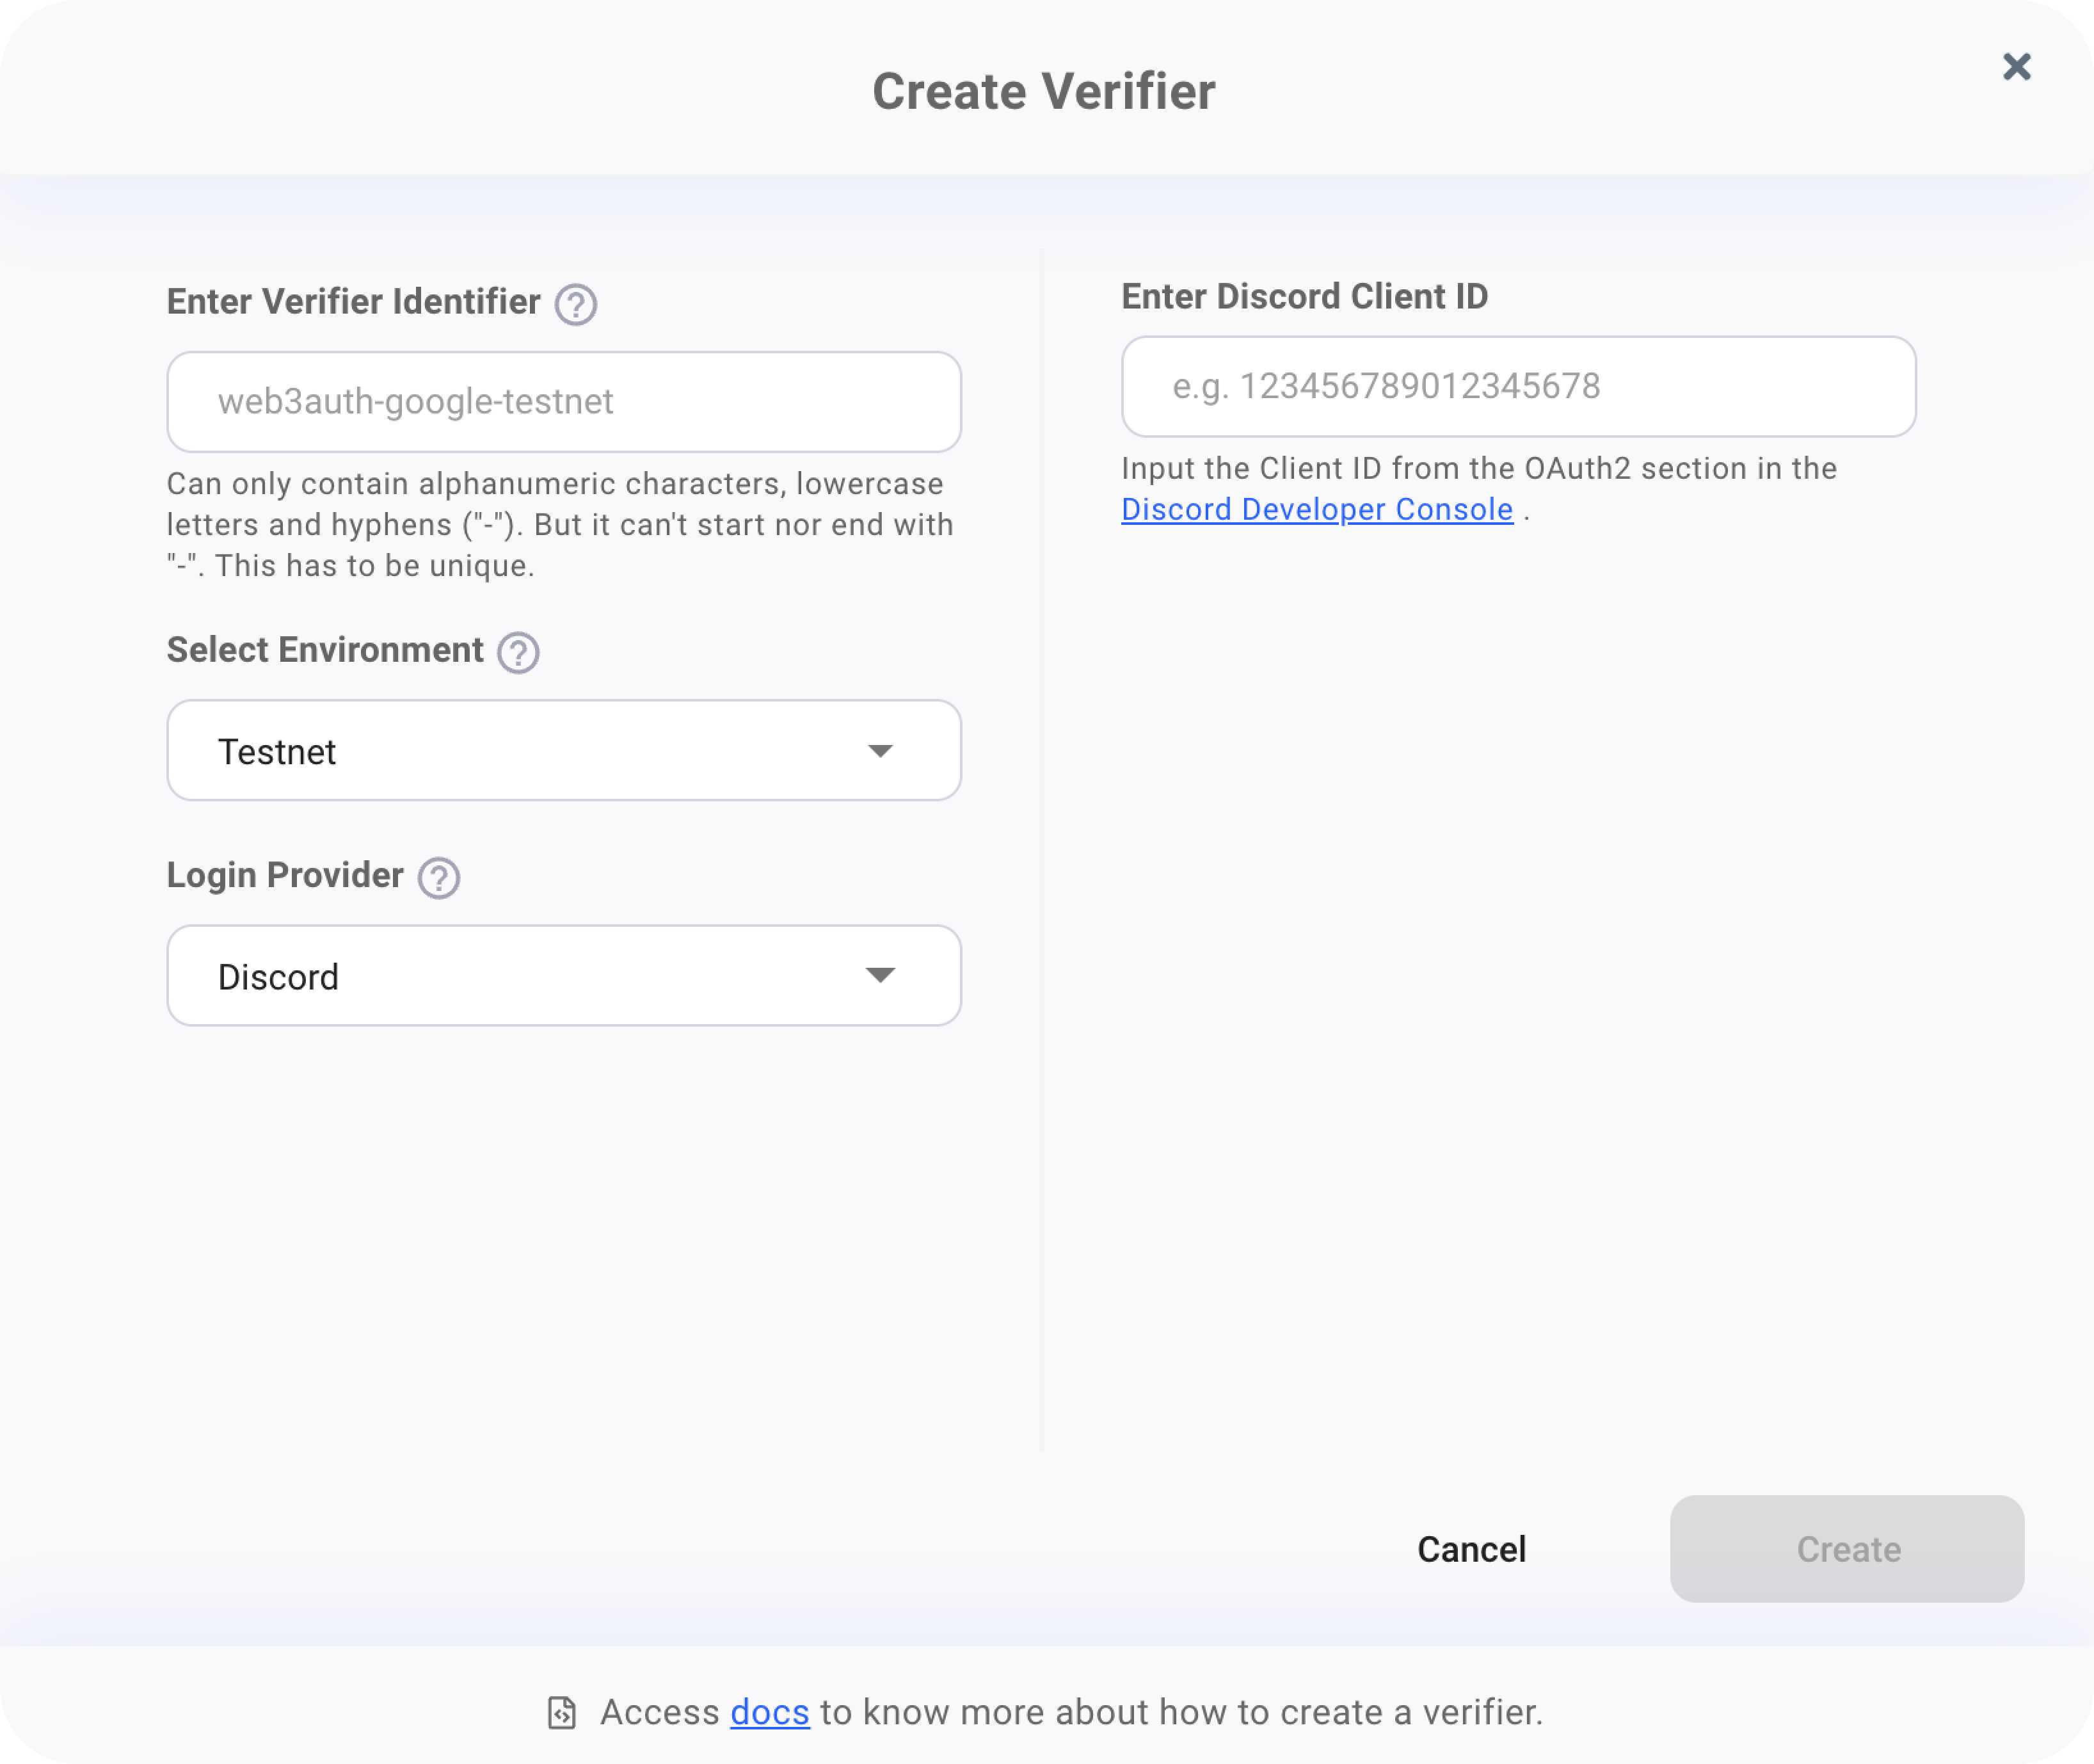 Create Verifier
Enter Verifier Identifier
web3auth-google-testnet
Can only contain alphanumeric characters, lowercase
letters and hyphens ("-"). But it can't start nor end with
"-". This has to be unique.
Select Environment
Testnet
Login Provider
Discord
Enter Discord Client ID
e.g. 123456789012345678
Input the Client ID from the OAuth2 section in the
Discord Developer Console .
Cancel
Create
Access docs to know more about how to create a verifier.